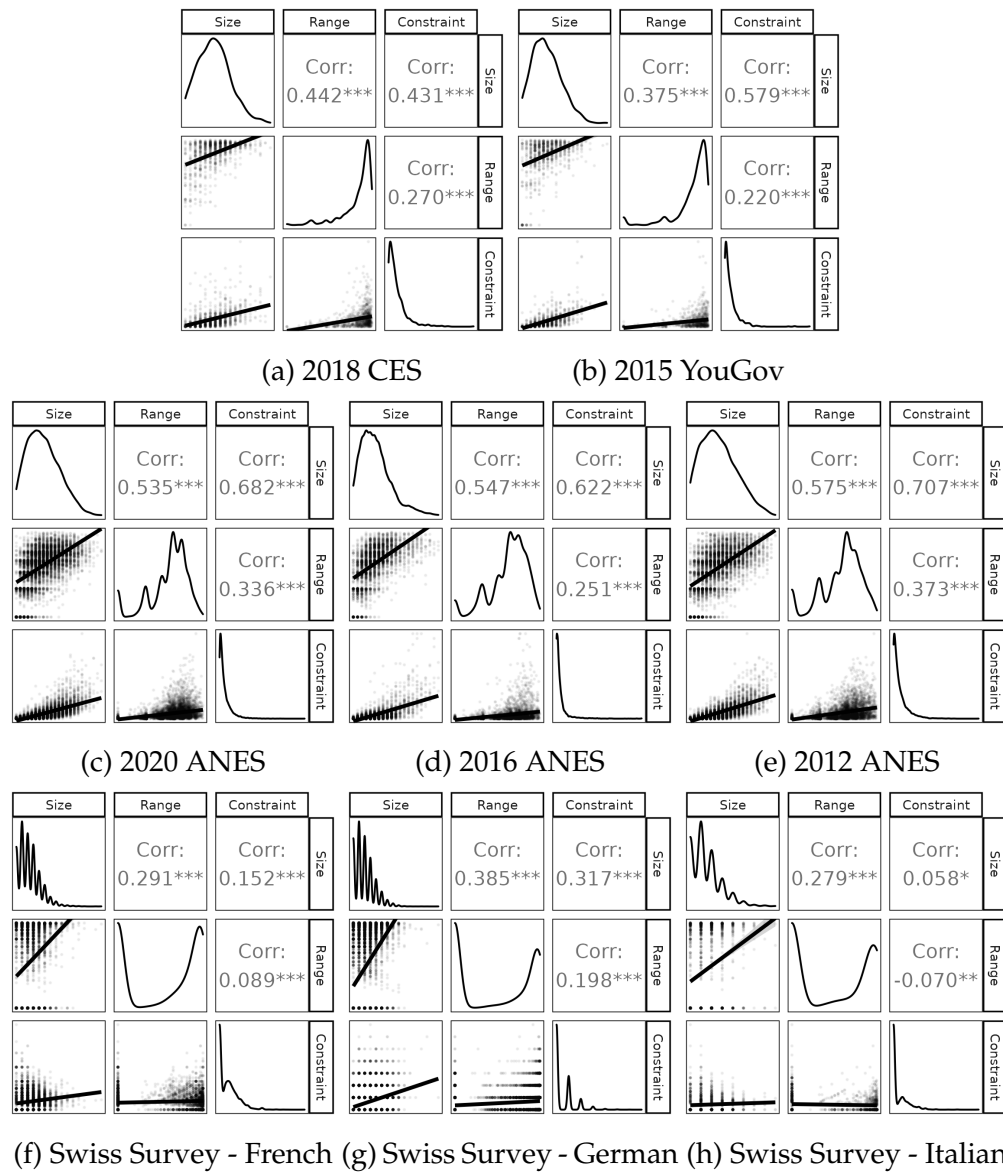 Size Range Constraint Size Range Constraint
Corr: Corr: Size Corr: Corr: Size
0.442*** 0.431*** 0.375*** 0.579***
Corr: Range Corr: Range
0.270*** 0.220***
Constraint Constraint
(a) 2018 CES (b) 2015 YouGov
Size Range Constraint Size Range Constraint Size Range Constraint
Corr: Corr: Size Corr: Corr: Size Corr: Corr: Size
0.535*** 0.682*** 0.547*** 0.622*** 0.575*** 0.707***
Corr: Range Corr: Range Corr: Range
0.336*** 0.251*** 0.373***
Constraint Constraint Constraint
(c) 2020 ANES (d) 2016 ANES (e) 2012 ANES
Size Range Constraint Size Range Constraint Size Range Constraint
Corr: Corr: Size Corr: Corr: Size Corr: Corr: Size
0.291*** 0.152*** 0.385*** 0.317*** 0.279*** 0.058*
Corr: Range Corr: Range Corr: Range
0.089*** 0.198*** -0.070**
Constraint Constraint Constraint
(f) Swiss Survey - French (g) Swiss Survey - German (h) Swiss Survey - Italian